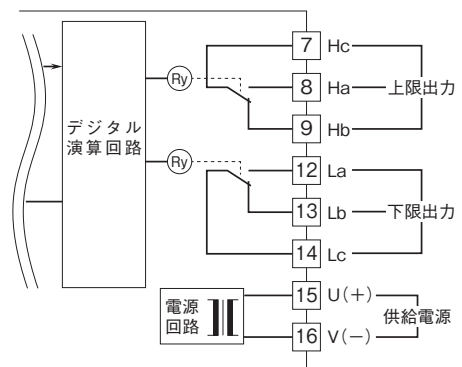 7 Hc
Ry
8 Ha 上限出力
デジタル
演算回路
9 Hb
Ry
12 La
13 Lb 下限出力
14 Lc
電源
回路
15 U(+)
供給電源
16 V(−)